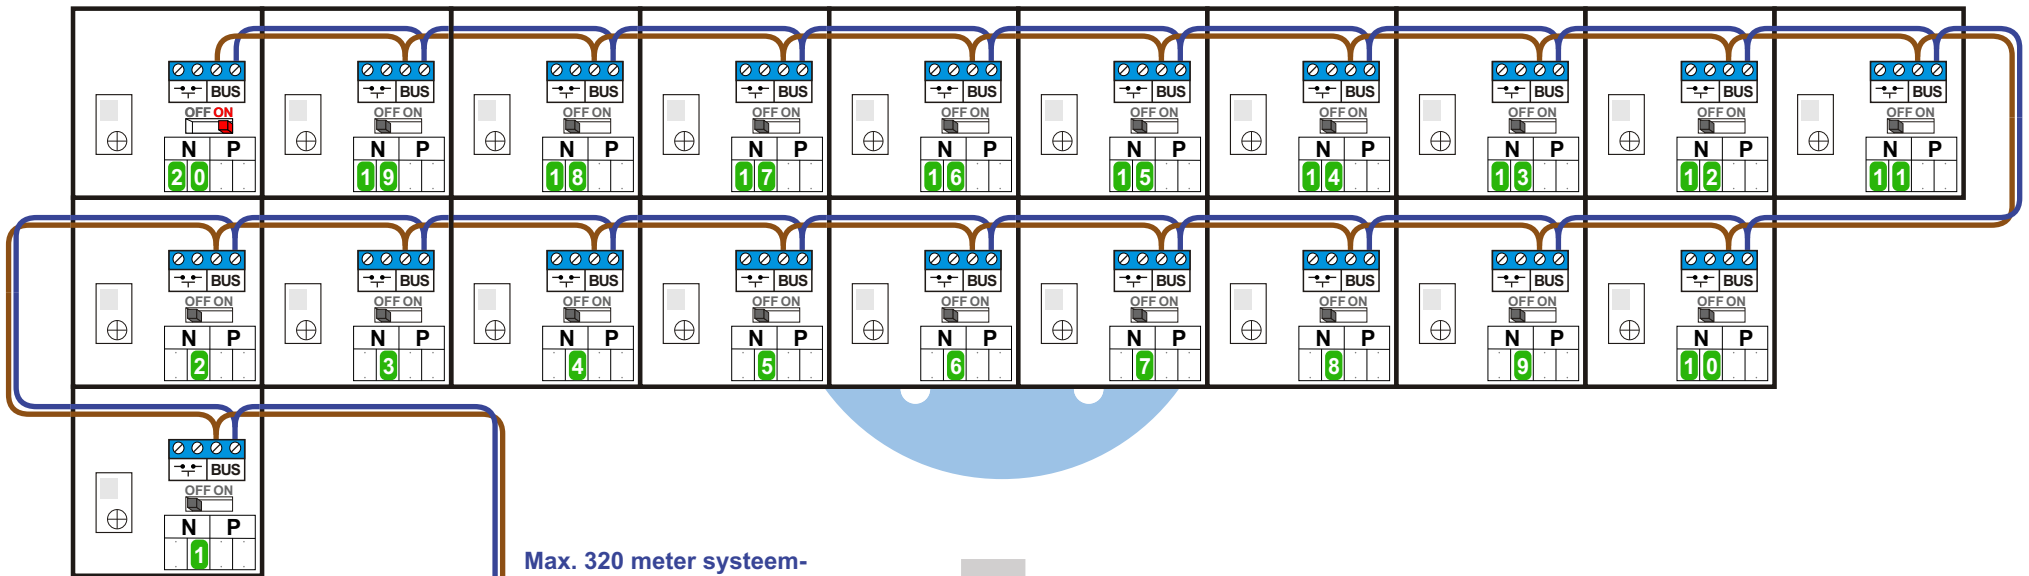 BUS BUS BUS BUS BUS BUS BUS BUS BUS BUS
OFF ON OFF ON OFF ON OFF ON OFF ON OFF ON OFF ON OFF ON OFF ON OFF ON
N P N P N P N P N P N P N P N P N P N P
20 19 18 17 16 15 14 13 12 11
BUS BUS BUS BUS BUS BUS BUS BUS BUS
OFF ON OFF ON OFF ON OFF ON OFF ON OFF ON OFF ON OFF ON OFF ON
N P N P N P N P N P N P N P N P N P
2 3 4 5 6 7 8 9 10
BUS
OFF ON
N P
1
Max. 320 meter systeem-